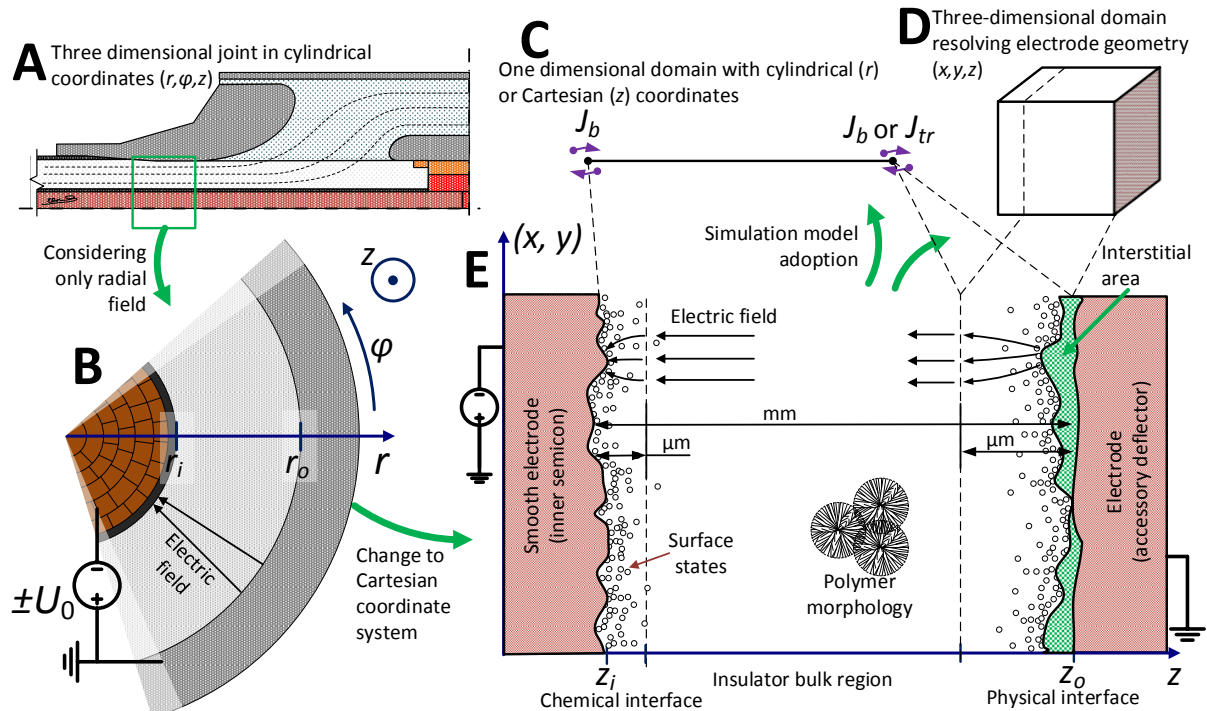 A
Three dimensional joint in cylindrical
coordinates (r,φ,z)
Considering
only radial
field
B
z
φ
r_i
r_o
r
Electric
field
±U_0
Change to
Cartesian
coordinate
system
C
One dimensional domain with cylindrical (r)
or Cartesian (z) coordinates
J_b
J_b or J_tr
D
Three-dimensional domain
resolving electrode geometry
(x,y,z)
Simulation model
adoption
Interstitial
area
E
(x, y)
Electric field
mm
μm
μm
Smooth electrode
(inner semicon)
Surface
states
Polymer
morphology
Electrode
(accessory deflector)
z_i
z_o
z
Chemical interface
Insulator bulk region
Physical interface